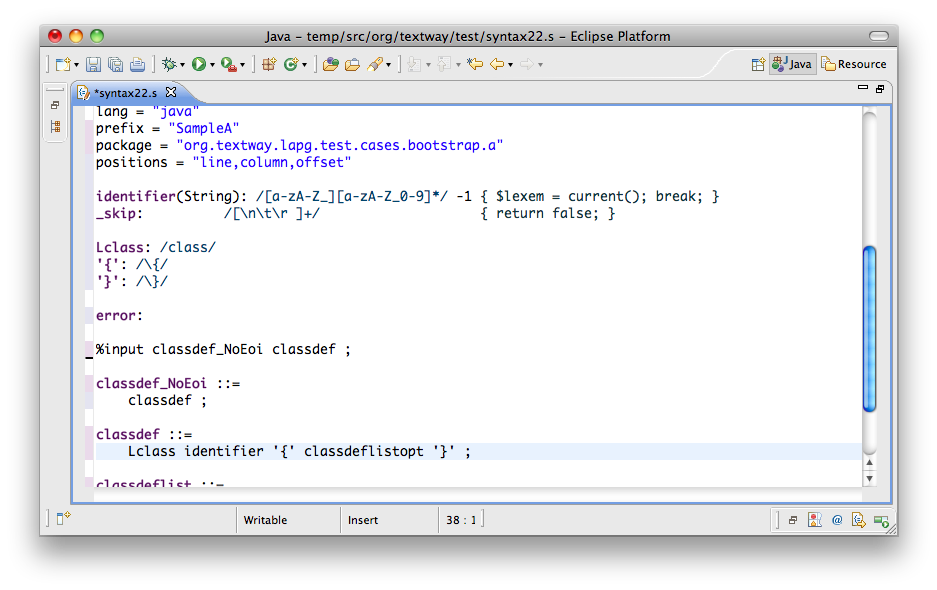 Java – temp/src/org/textway/test/syntax22.s – Eclipse Platform
Java
Resource
*syntax22.s
lang = "java"
prefix = "SampleA"
package = "org.textway.lapg.test.cases.bootstrap.a"
positions = "line,column,offset"
identifier(String): /[a-zA-Z_][a-zA-Z_0-9]*/ -1 { $lexem = current(); break; }
_skip: /[\n\t\r ]+/ { return false; }
Lclass: /class/
'{': /\{/
'}': /\}/
error:
%input classdef_NoEoi classdef ;
classdef_NoEoi ::=
classdef ;
classdef ::=
Lclass identifier '{' classdeflistopt '}' ;
classdeflist ::=
Writable
Insert
38 : 1